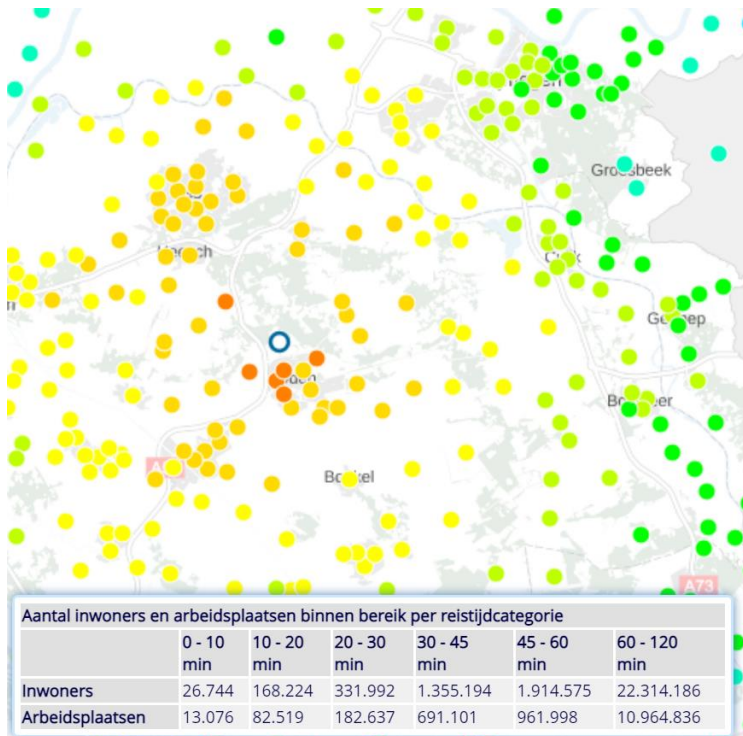 Groesbeek
A73
Aantal inwoners en arbeidsplaatsen binnen bereik per reistijdcategorie
0 - 10 min 10 - 20 min 20 - 30 min 30 - 45 min 45 - 60 min 60 - 120 min
Inwoners 26.744 168.224 331.992 1.355.194 1.914.575 22.314.186
Arbeidsplaatsen 13.076 82.519 182.637 691.101 961.998 10.964.836